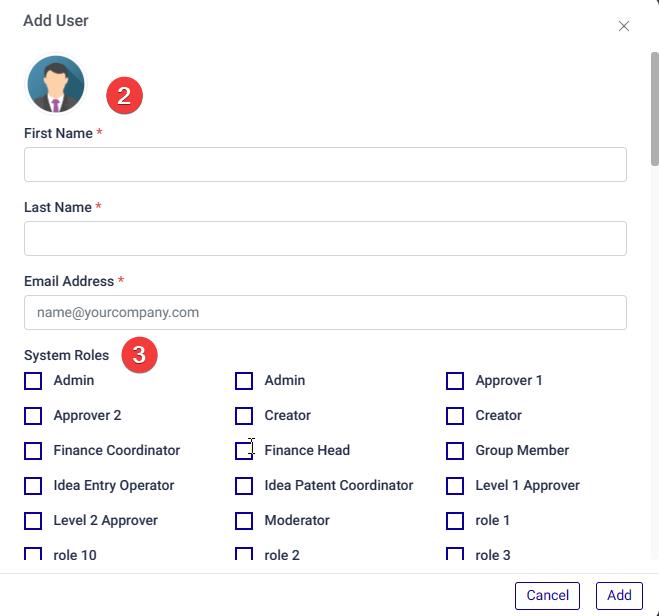 Add User
2
First Name *
Last Name *
Email Address *
name@yourcompany.com
System Roles 3
Admin Admin Approver 1
Approver 2 Creator Creator
Finance Coordinator Finance Head Group Member
Idea Entry Operator Idea Patent Coordinator Level 1 Approver
Level 2 Approver Moderator role 1
role 10 role 2 role 3
Cancel Add